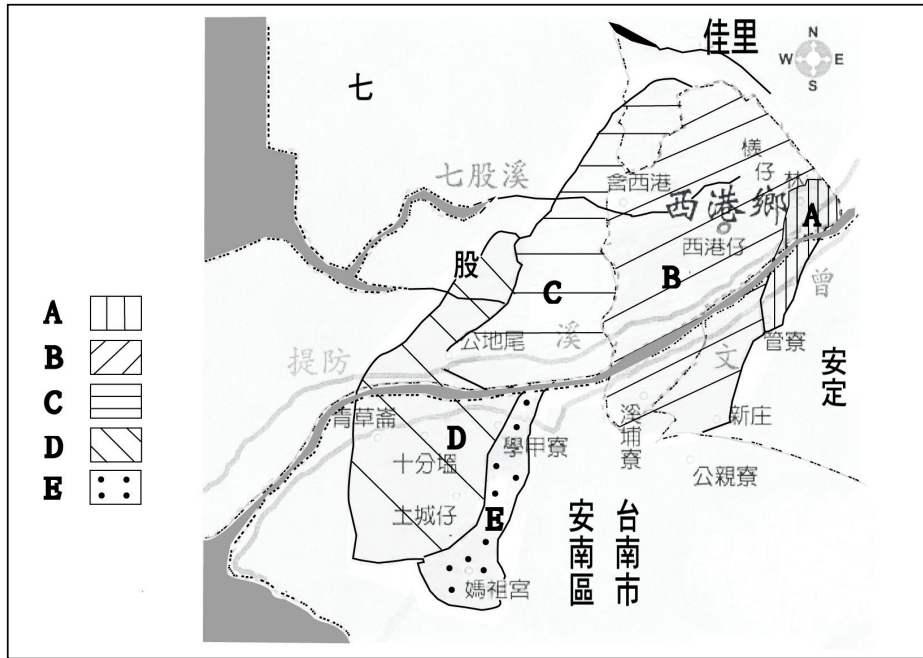 佳里
N
W E
S
七
七股溪
含西港
檨仔林
西港鄉
A
西港仔
股
C
B
曾
溪
文
公地尾
管寮
安定
提防
青草崙
D
學甲寮
溪埔寮
新庄
十分塭
公親寮
土城仔
E
安南區
台南市
媽祖宮
A
B
C
D
E